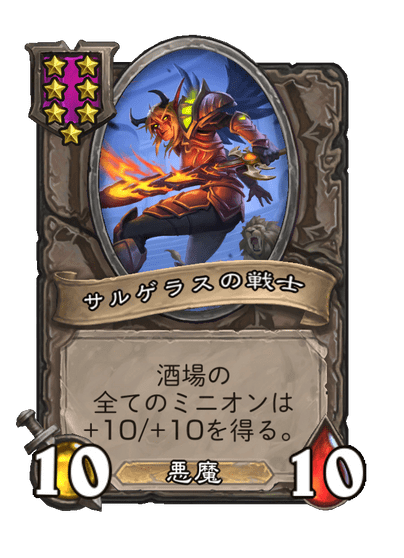 サルゲラスの戦士
酒場の
全てのミニオンは
+10/+10を得る。
10
悪魔
10